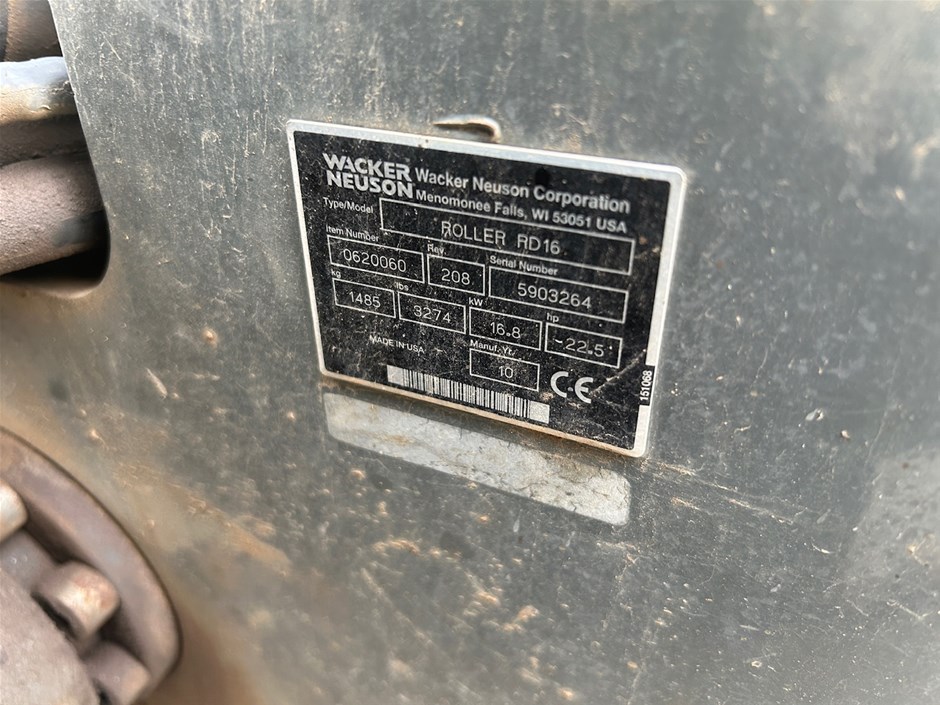 WACKER
NEUSON
Wacker Neuson Corporation
Menomonee Falls, WI 53051 USA
Type/Model
ROLLER RD16
Item Number Rev. Serial Number
0620060 208 5903264
kg lbs kW hp
1485 3274 16.8 22.5
MADE IN USA Manuf. Yr.
10
CE
151068